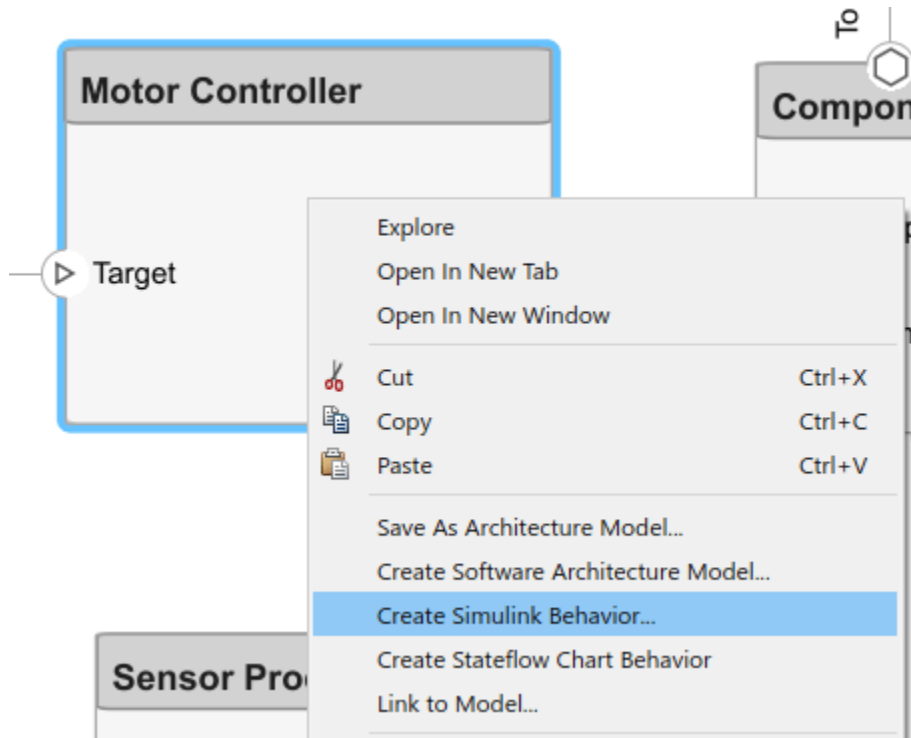 To
Motor Controller
Compon
Target
Explore
Open In New Tab
Open In New Window
Cut Ctrl+X
Copy Ctrl+C
Paste Ctrl+V
Save As Architecture Model...
Create Software Architecture Model...
Create Simulink Behavior...
Create Stateflow Chart Behavior
Link to Model...
Sensor Pro